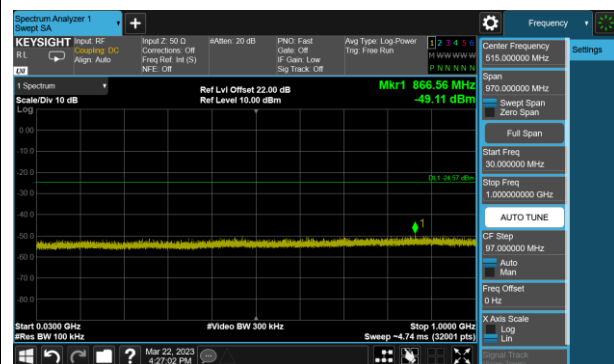 Spectrum Analyzer 1
Swept SA
Frequency
KEYSIGHT
Input: RF
Coupling: DC
Align: Auto
RL
LXI
Input Z: 50 Ω
Corrections: Off
Freq Ref: Int (S)
NFE: Off
#Atten: 20 dB
PNO: Fast
Gate: Off
IF Gain: Low
Sig Track: Off
Avg Type: Log-Power
Trig: Free Run
1 2 3 4 5 6
M W W W W W
P N N N N N
1 Spectrum
Scale/Div 10 dB
Log
Ref Lvl Offset 22.00 dB
Ref Level 10.00 dBm
Mkr1 866.56 MHz
-49.11 dBm
0.00
-10.0
-20.0
-30.0
-40.0
-50.0
-60.0
-70.0
-80.0
DL1 -24.57 dBm
1
Start 0.0300 GHz
#Res BW 100 kHz
#Video BW 300 kHz
Stop 1.0000 GHz
Sweep ~4.74 ms (32001 pts)
Center Frequency
515.000000 MHz
Settings
Span
970.000000 MHz
Swept Span
Zero Span
Full Span
Start Freq
30.000000 MHz
Stop Freq
1.000000000 GHz
AUTO TUNE
CF Step
97.000000 MHz
Auto
Man
Freq Offset
0 Hz
X Axis Scale
Log
Lin
Signal Track
Mar 22, 2023
4:27:02 PM
?